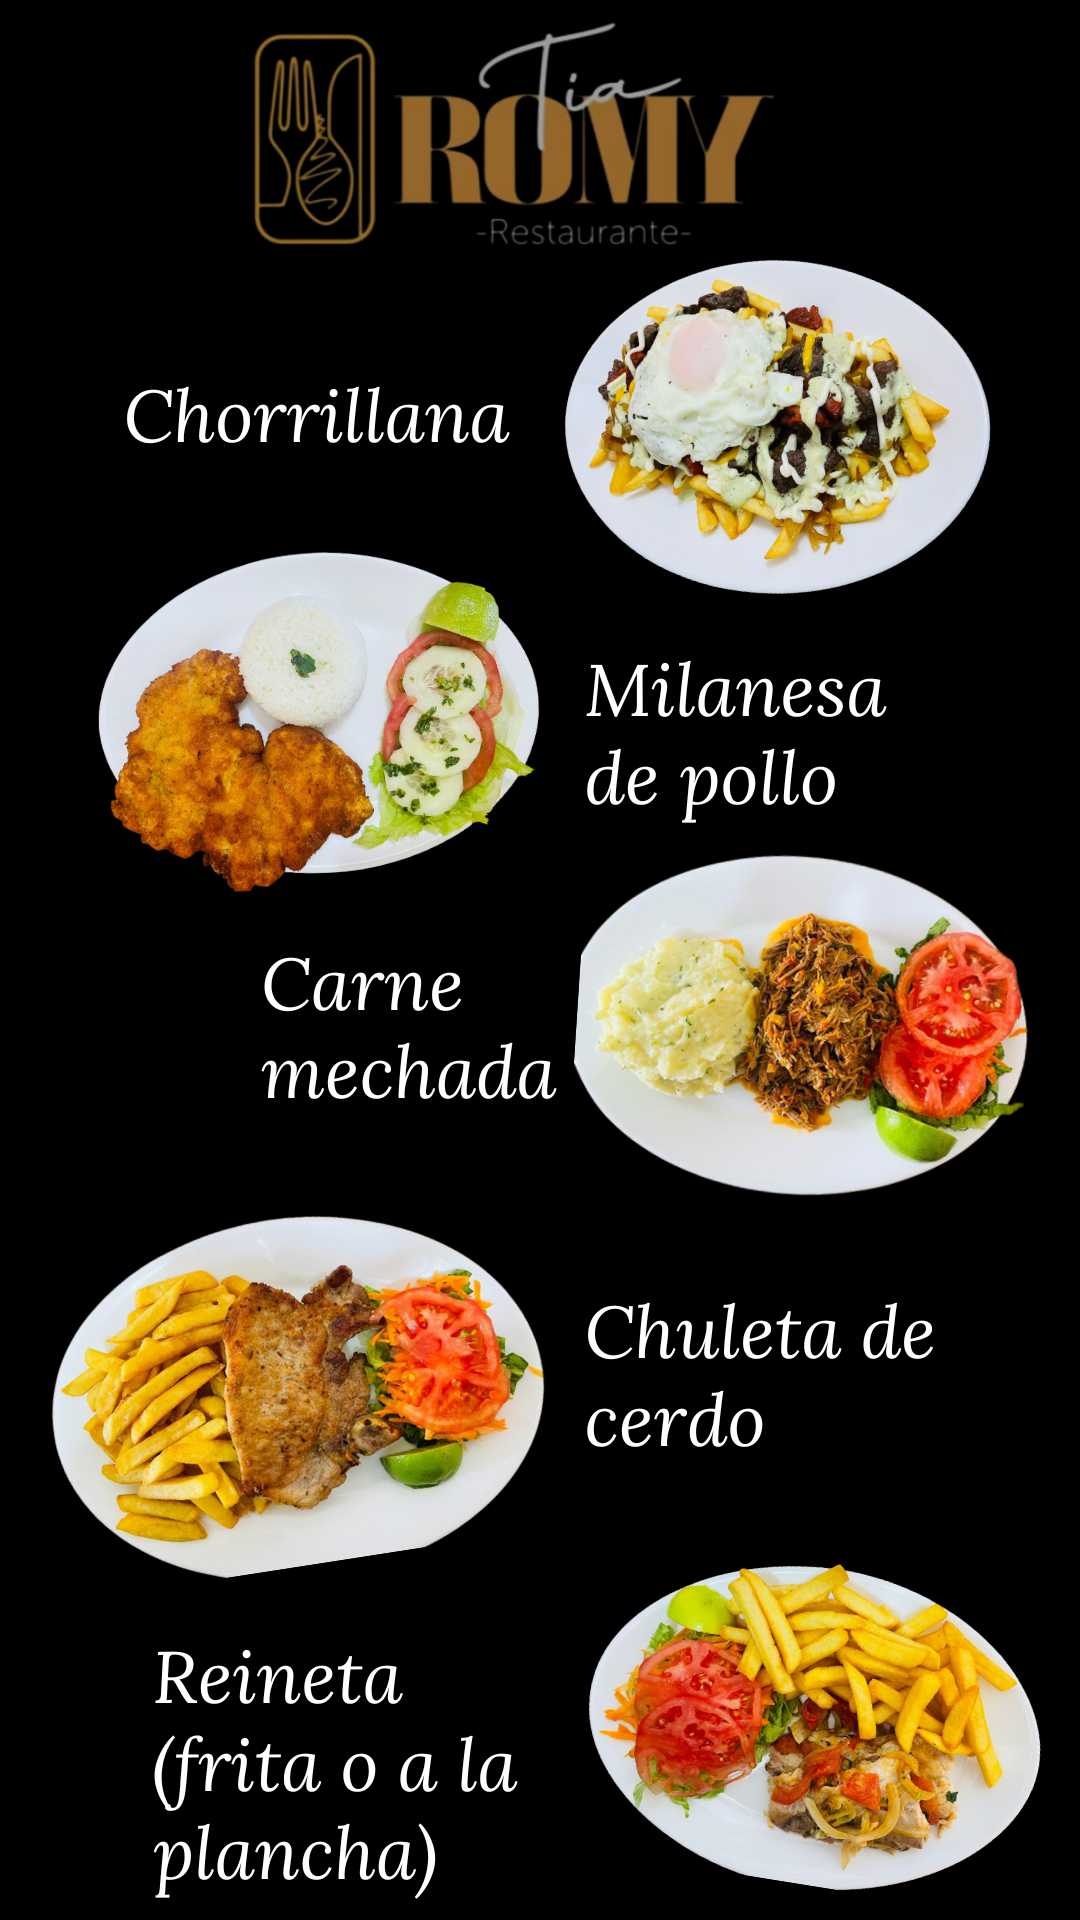 Tia
ROMY
-Restaurante-
Chorrillana
Milanesa
de pollo
Carne
mechada
Chuleta de
cerdo
Reineta
(frita o a la
plancha)